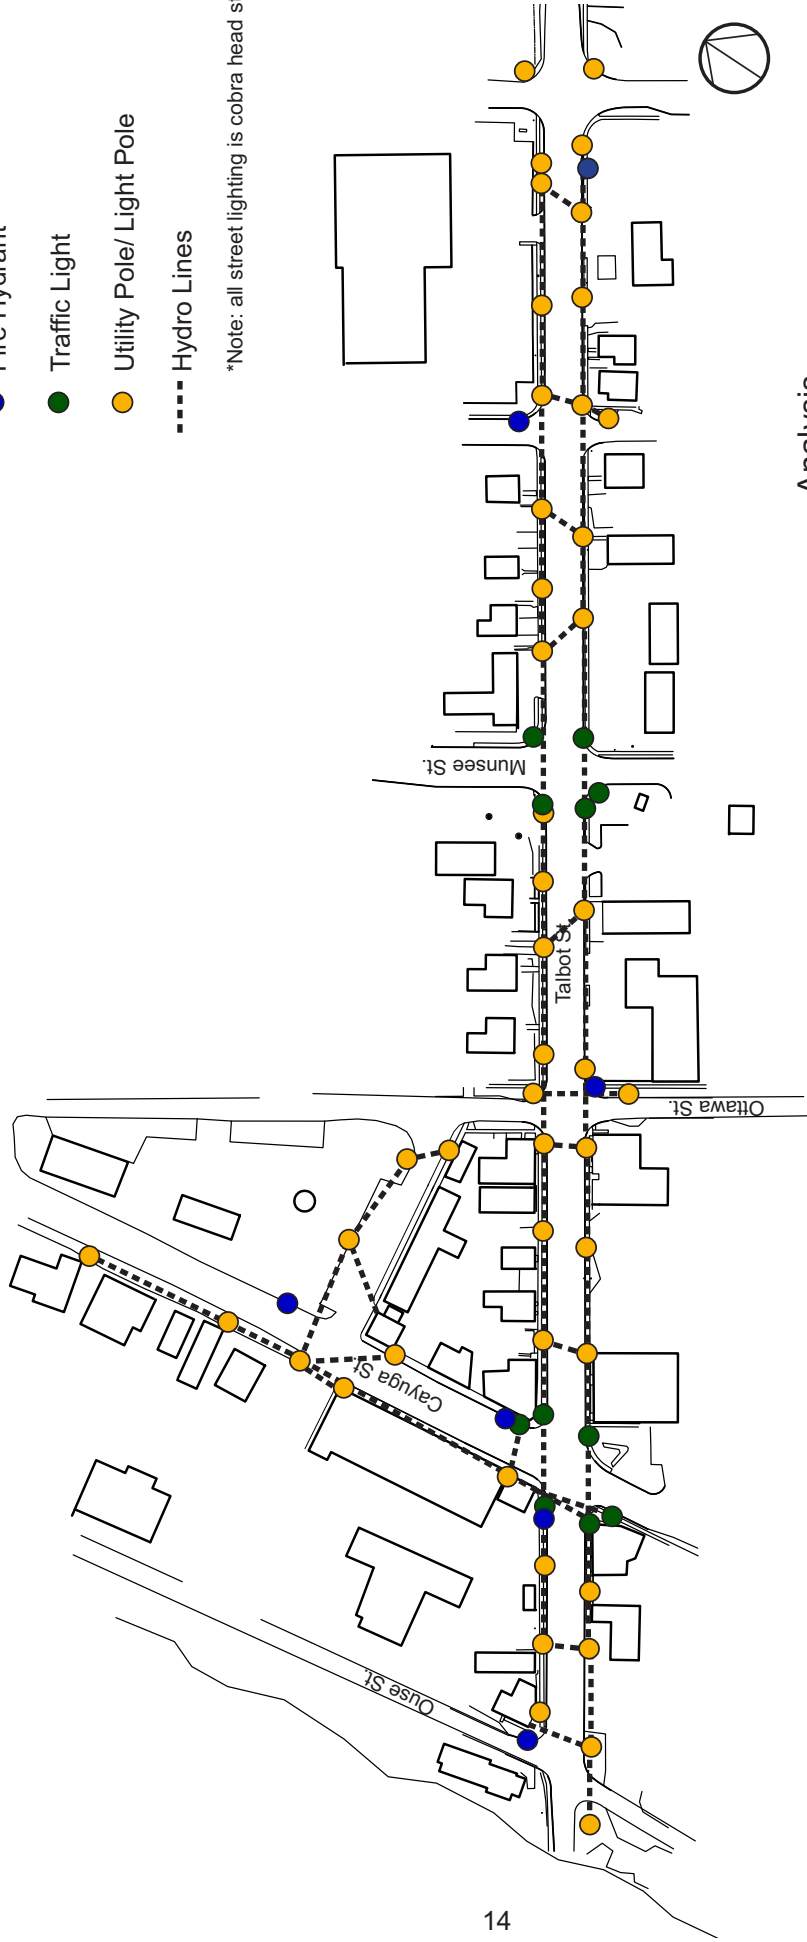 Hydrant
Traffic Light
Utility Pole/ Light Pole
Hydro Lines
*Note: all street lighting is cobra head
Analysis
Munsee St.
Talbot St.
Ottawa St.
Cayuga St.
Ouse St.
14